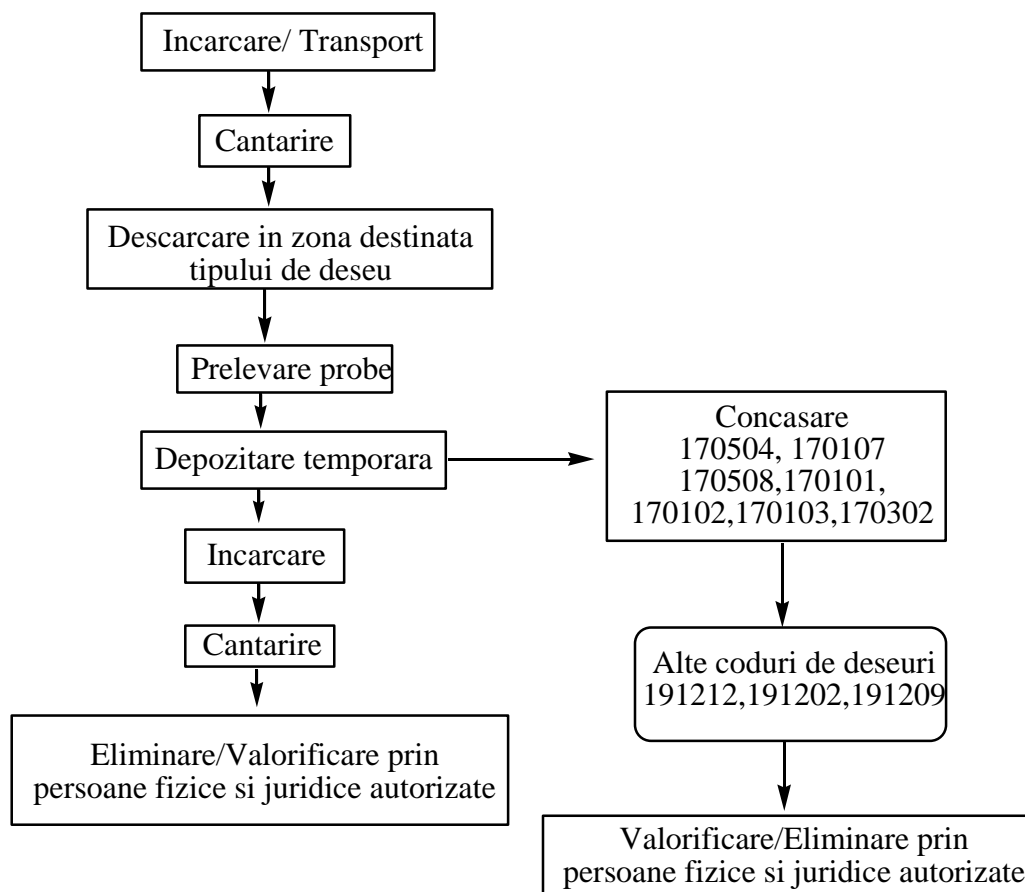 Incarcare/ Transport
Cantarire
Descarcare in zona destinata
tipului de deseu
Prelevare probe
Depozitare temporara
Incarcare
Cantarire
Eliminare/Valorificare prin
persoane fizice si juridice autorizate
Concasare
170504, 170107
170508,170101,
170102,170103,170302
Alte coduri de deseuri
191212,191202,191209
Valorificare/Eliminare prin
persoane fizice si juridice autorizate